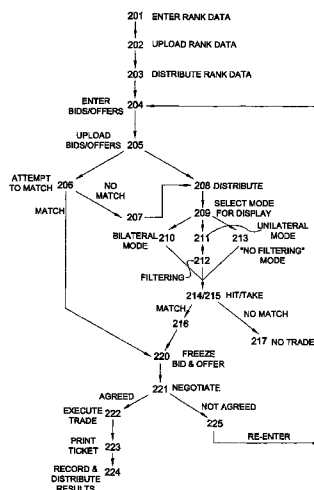 201 ENTER RANK DATA
202 UPLOAD RANK DATA
203 DISTRIBUTE RANK DATA
ENTER
BIDS/OFFERS
204
UPLOAD
BIDS/OFFERS
205
ATTEMPT
TO MATCH
206
NO
MATCH
207
208 DISTRIBUTE
MATCH
209
SELECT MODE
FOR DISPLAY
BILATERAL
MODE
210
211
213
UNILATERAL
MODE
212
"NO FILTERING"
MODE
FILTERING
214/215 HIT/TAKE
MATCH
216
NO MATCH
217 NO TRADE
220 FREEZE
BID & OFFER
221 NEGOTIATE
AGREED
NOT AGREED
EXECUTE
TRADE
222
225
RE-ENTER
PRINT
TICKET
223
RECORD &
DISTRIBUTE
RESULTS
224